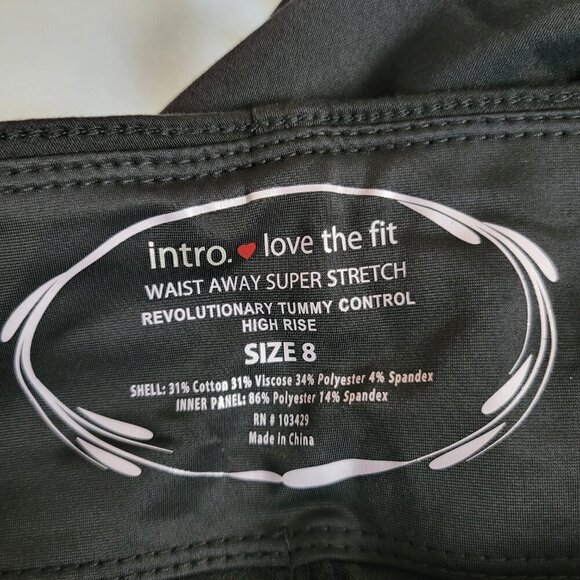 intro. love the fit
WAIST AWAY SUPER STRETCH
REVOLUTIONARY TUMMY CONTROL
HIGH RISE
SIZE 8
SHELL: 31% Cotton 31% Viscose 34% Polyester 4% Spandex
INNER PANEL: 86% Polyester 14% Spandex
RN # 103429
Made in China